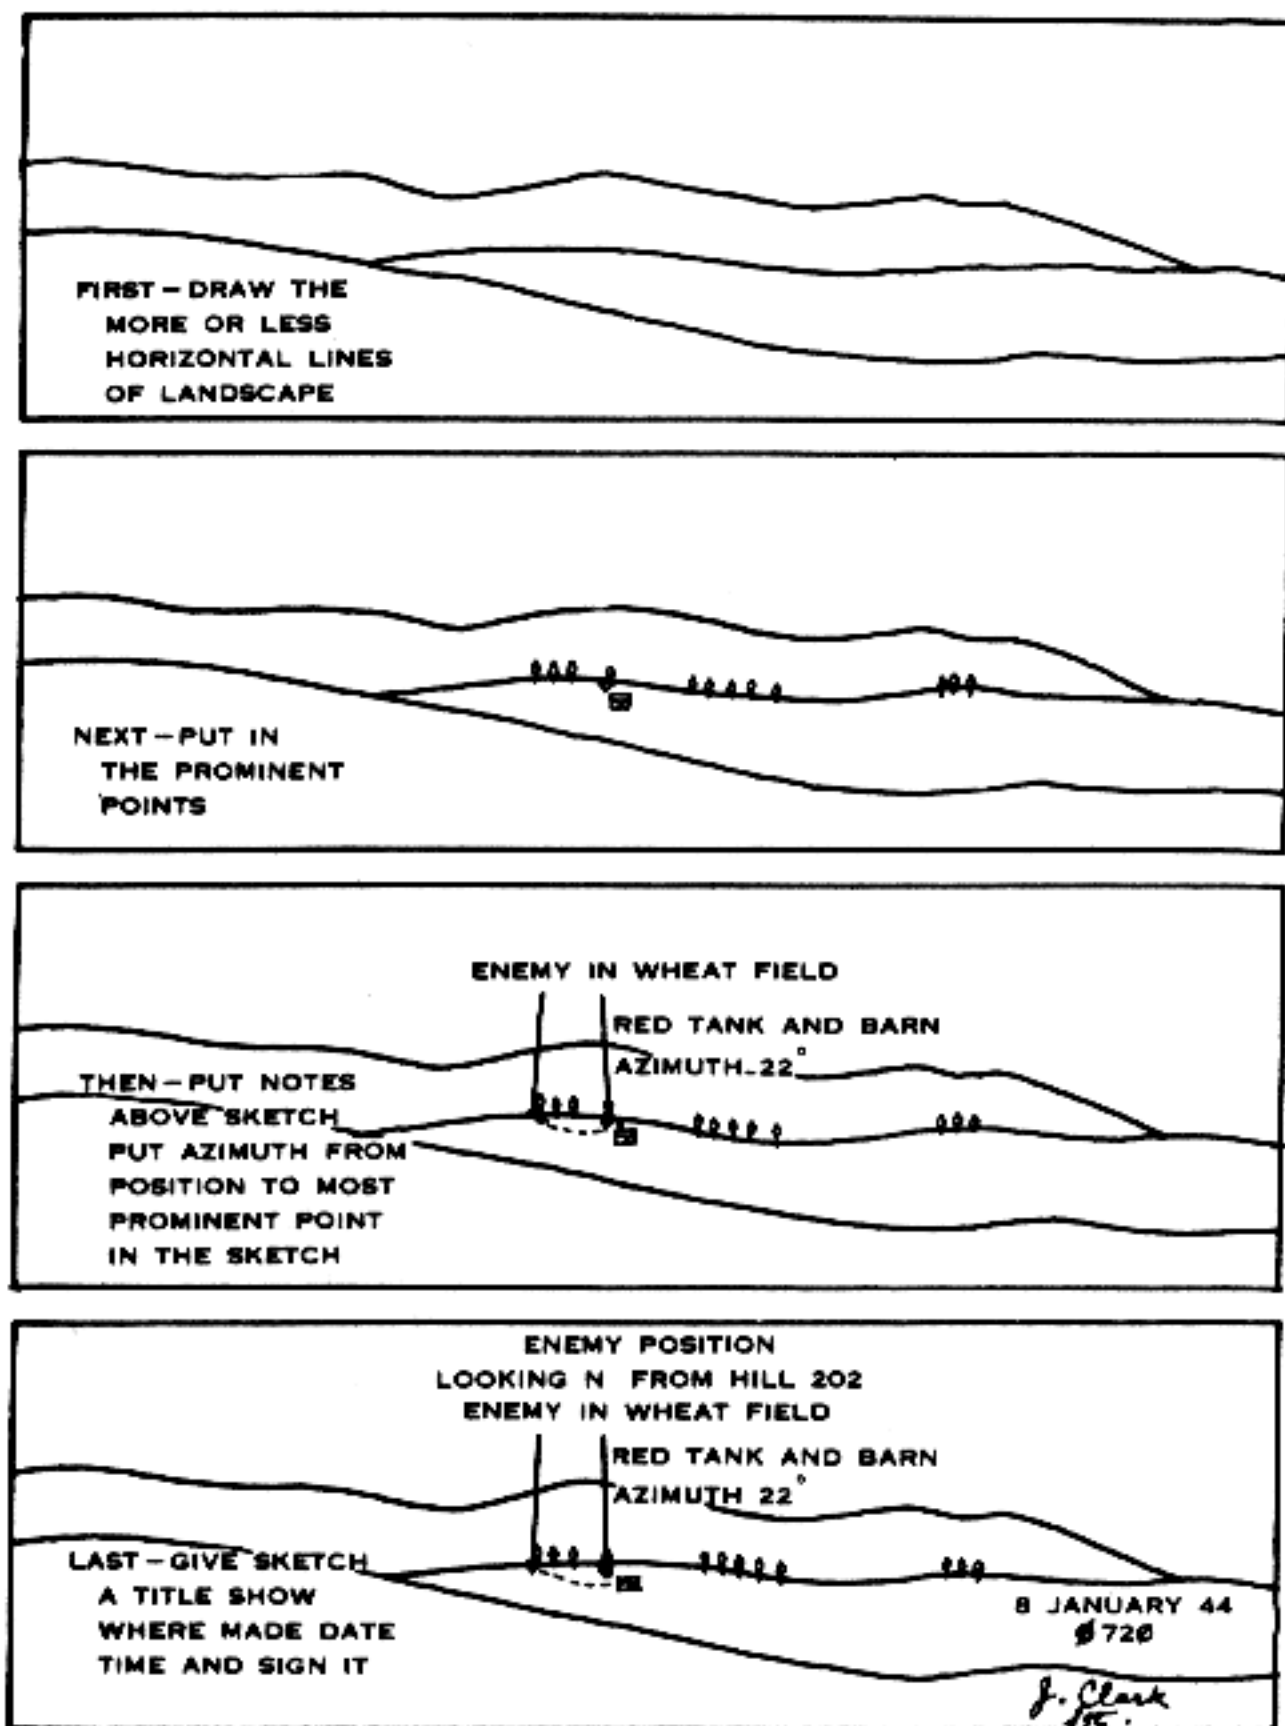 FIRST — DRAW THE
MORE OR LESS
HORIZONTAL LINES
OF LANDSCAPE
NEXT — PUT IN
THE PROMINENT
POINTS
ENEMY IN WHEAT FIELD
RED TANK AND BARN
AZIMUTH 22°
THEN — PUT NOTES
ABOVE SKETCH
PUT AZIMUTH FROM
POSITION TO MOST
PROMINENT POINT
IN THE SKETCH
ENEMY POSITION
LOOKING N FROM HILL 202
ENEMY IN WHEAT FIELD
RED TANK AND BARN
AZIMUTH 22°
LAST — GIVE SKETCH
A TITLE SHOW
WHERE MADE DATE
TIME AND SIGN IT
8 JANUARY 44
Ø72Ø
J. Clark